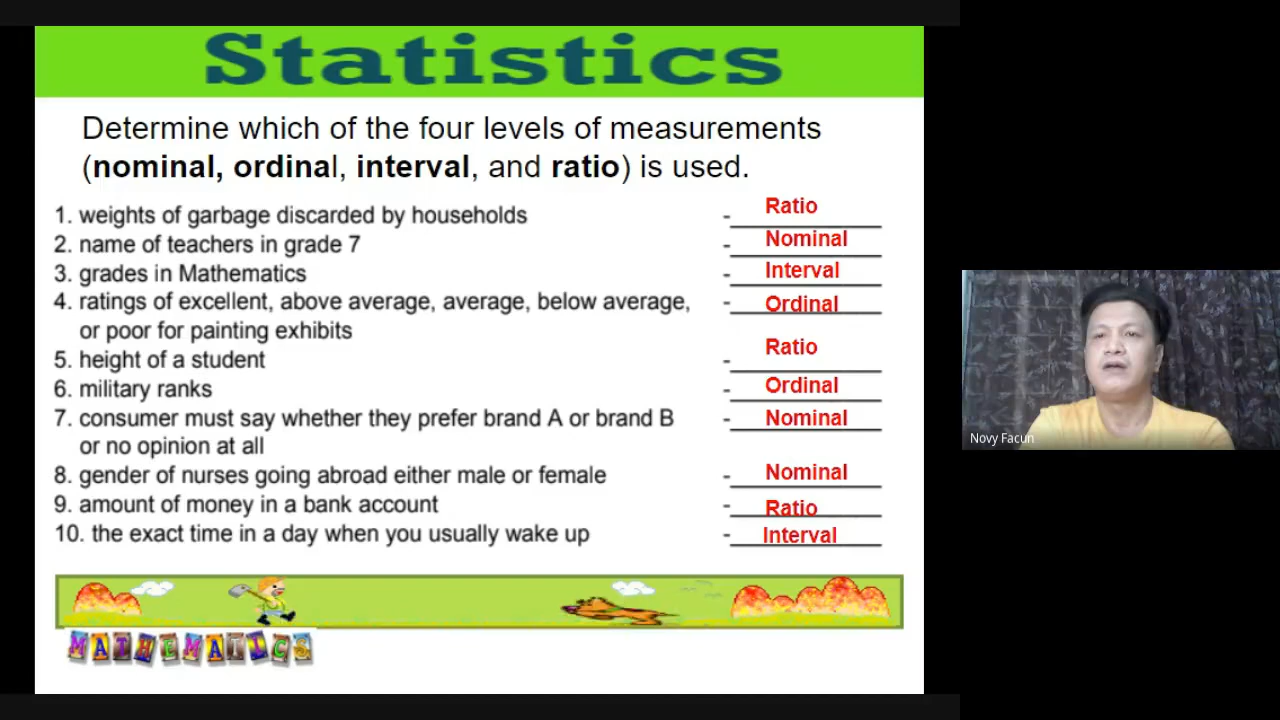 Statistics
Determine which of the four levels of measurements
(nominal, ordinal, interval, and ratio) is used.
1. weights of garbage discarded by households - Ratio
2. name of teachers in grade 7 - Nominal
3. grades in Mathematics - Interval
4. ratings of excellent, above average, average, below average, - Ordinal
or poor for painting exhibits
5. height of a student - Ratio
6. military ranks - Ordinal
7. consumer must say whether they prefer brand A or brand B - Nominal
or no opinion at all
8. gender of nurses going abroad either male or female - Nominal
9. amount of money in a bank account - Ratio
10. the exact time in a day when you usually wake up - Interval
MATHEMATICS
Novy Facun